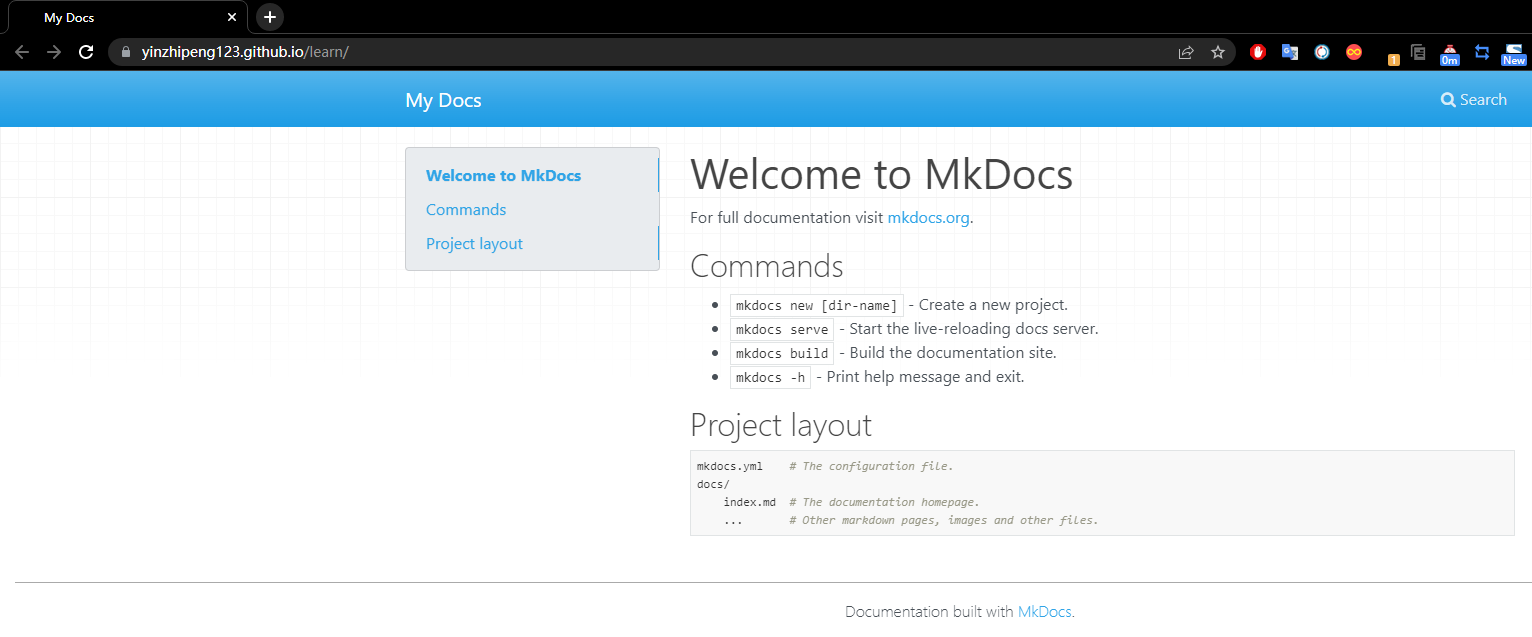 My Docs
yinzhipeng123.github.io/learn/
1
0m
New
My Docs
Search
Welcome to MkDocs
Commands
Project layout
Welcome to MkDocs
For full documentation visit mkdocs.org.
Commands
mkdocs new [dir-name] - Create a new project.
mkdocs serve - Start the live-reloading docs server.
mkdocs build - Build the documentation site.
mkdocs -h - Print help message and exit.
Project layout
mkdocs.yml    # The configuration file.
docs/
    index.md  # The documentation homepage.
    ...       # Other markdown pages, images and other files.
Documentation built with MkDocs.